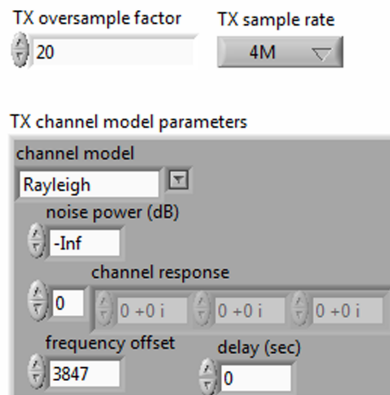 TX oversample factor TX sample rate
20 4M
TX channel model parameters
channel model
Rayleigh
noise power (dB)
-Inf
channel response
0 0 +0 i 0 +0 i 0 +0 i
frequency offset delay (sec)
3847 0